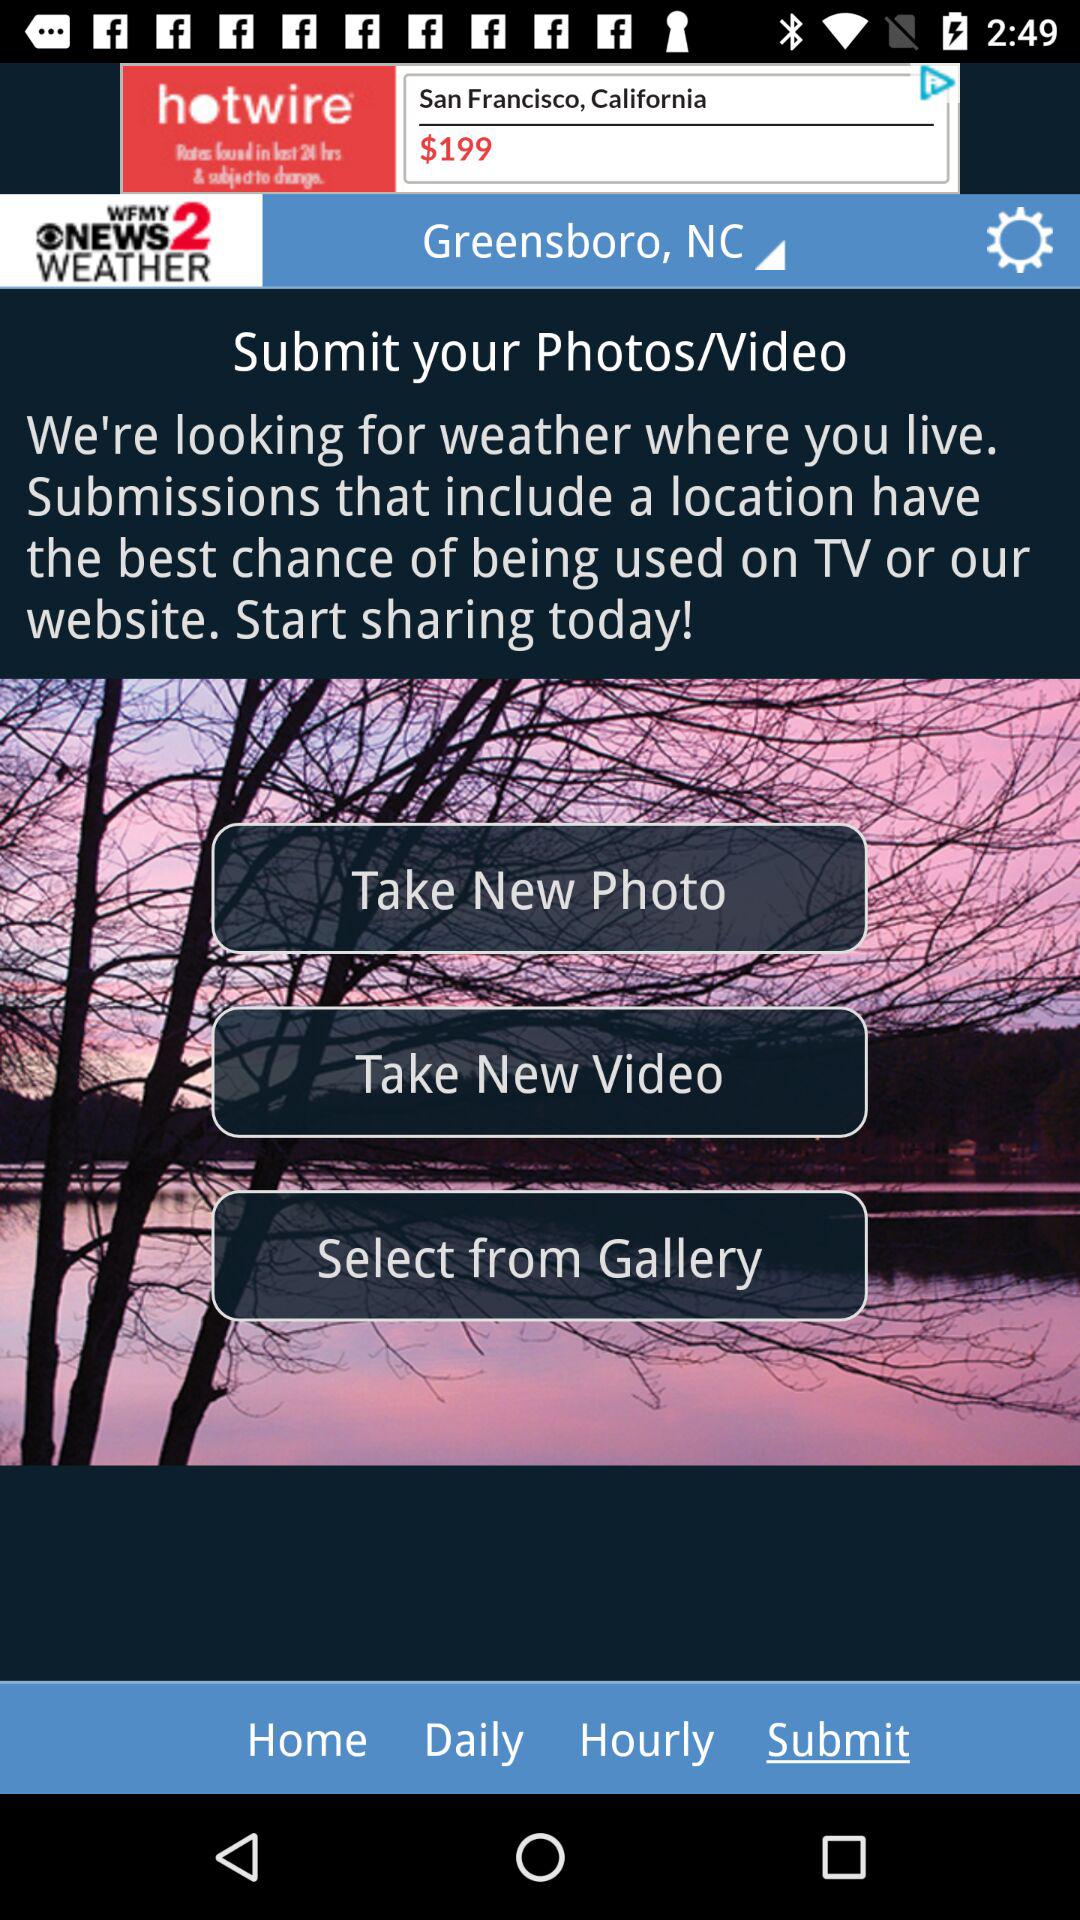 2:49
hotwire
Rates found in last 24 hrs
& subject to change.
San Francisco, California
$199
WFMY
NEWS 2
WEATHER
Greensboro, NC
Submit your Photos/Video
We're looking for weather where you live.
Submissions that include a location have
the best chance of being used on TV or our
website. Start sharing today!
Take New Photo
Take New Video
Select from Gallery
Home Daily Hourly Submit